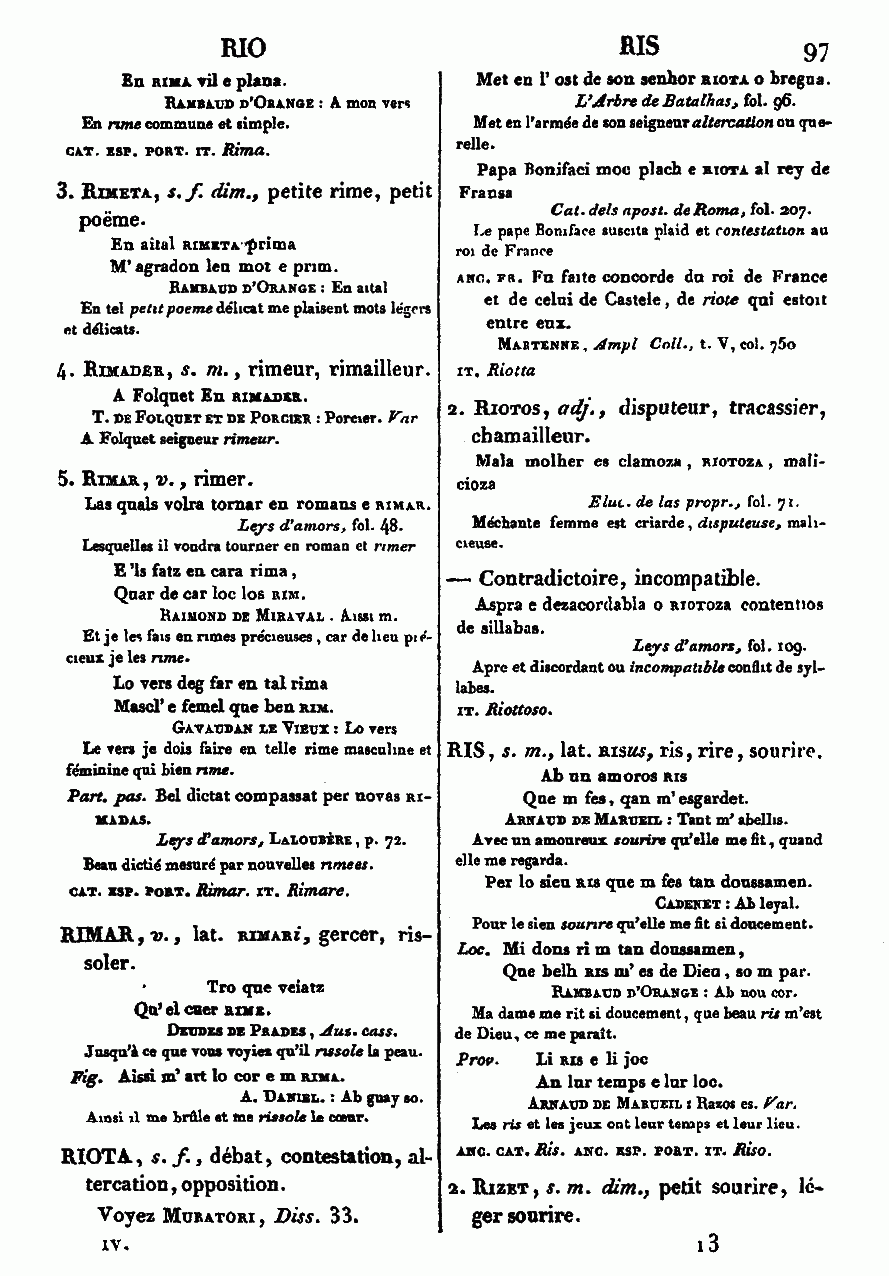 RIO
RIS
97
En RIMA vil e plana.
RAMBAUD D'ORANGE : A mon vers
En rime commune et simple.
CAT. ESP. PORT. IT. Rima.
3. RIMETA, s. f. dim., petite rime, petit
poëme.
En aital RIMETA prima
M'agradon leu mot e prim.
RAMBAUD D'ORANGE : En aital
En tel petit poeme délicat me plaisent mots légers
et délicats.
4. RIMADER, s. m., rimeur, rimailleur.
A Folquet En RIMADER.
T. DE FOLQUET ET DE PORCIER : Porcier. Var
A Folquet seigneur rimeur.
5. RIMAR, v., rimer.
Las quals volra tornar en romans e RIMAR.
Leys d'amors, fol. 48.
Lesquelles il voudra tourner en roman et rimer
E'ls fatz en cara rima,
Quar de car loc los RIM.
RAIMOND DE MIRAVAL. Aissi m.
Et je les fais en rimes précieuses, car de lieu pré-
cieux je les rime.
Lo vers deg far en tal rima
Mascl' e femel que ben RIM.
GAVAUDAN LE VIEUX : Lo vers
Le vers je dois faire en telle rime masculine et
féminine qui bien rime.
Part. pas. Bel dictat compassat per novas RI-
MADAS.
Leys d'amors, LALOUBÈRE, p. 72.
Beau dictié mesuré par nouvelles rimees.
CAT. ESP. PORT. Rimar. IT. Rimare.
RIMAR, v., lat. RIMARi, gercer, ris-
soler.
Tro que veiatz
Qu'el cuer RIME.
DEUDES DE PRADES, Aus. cass.
Jusqu'à ce que vous voyiez qu'il rissole la peau.
Fig. Aissi m'art lo cor e m RIMA.
A. DANIEL. : Ab guay so.
Ainsi il me brûle et me rissole le cœur.
RIOTA, s. f., débat, contestation, al-
tercation, opposition.
Voyez MURATORI, Diss. 33.
IV.
Met en l'ost de son senhor RIOTA o bregua.
L'Arbre de Batalhas, fol. 96.
Met en l'armée de son seigneur altercation ou que-
relle.
Papa Bonifaci moc plach e RIOTA al rey de
Fransa
Cat. dels apost. de Roma, fol. 207.
Le pape Boniface suscita plaid et contestation au
roi de France
ANC. FR. Fu faite concorde du roi de France
et de celui de Castele, de riote qui estoit
entre eux.
MARTENNE, Ampl Coll., t. V, col. 750
IT. Riotta
2. RIOTOS, adj., disputeur, tracassier,
chamailleur.
Mala molher es clamoza, RIOTOZA, mali-
cioza
Eluc. de las propr., fol. 71.
Méchante femme est criarde, disputeuse, mali-
cieuse.
— Contradictoire, incompatible.
Aspra e dezacordabla o RIOTOZA contentios
de sillabas.
Leys d'amors, fol. 109.
Apre et discordant ou incompatible conflit de syl-
labes.
IT. Riottoso.
RIS, s. m., lat. RISus, ris, rire, sourire.
Ab un amoros RIS
Que m fes, qan m'esgardet.
ARNAUD DE MARUEIL : Tant m'abellis.
Avec un amoureux sourire qu'elle me fit, quand
elle me regarda.
Per lo sieu RIS que m fes tan doussamen.
CADENET : Ab leyal.
Pour le sien sourire qu'elle me fit si doucement.
Loc. Mi dons ri m tan doussamen,
Que belh RIS m'es de Dieu, so m par.
RAMBAUD D'ORANGE : Ab nou cor.
Ma dame me rit si doucement, que beau ris m'est
de Dieu, ce me paraît.
Prov. Li RIS e li joc
An lur temps e lur loc.
ARNAUD DE MARUEIL : Razos es. Var.
Les ris et les jeux ont leur temps et leur lieu.
ANC. CAT. Ris. ANC. ESP. PORT. IT. Riso.
2. RIZET, s. m. dim., petit sourire, lé-
ger sourire.
13